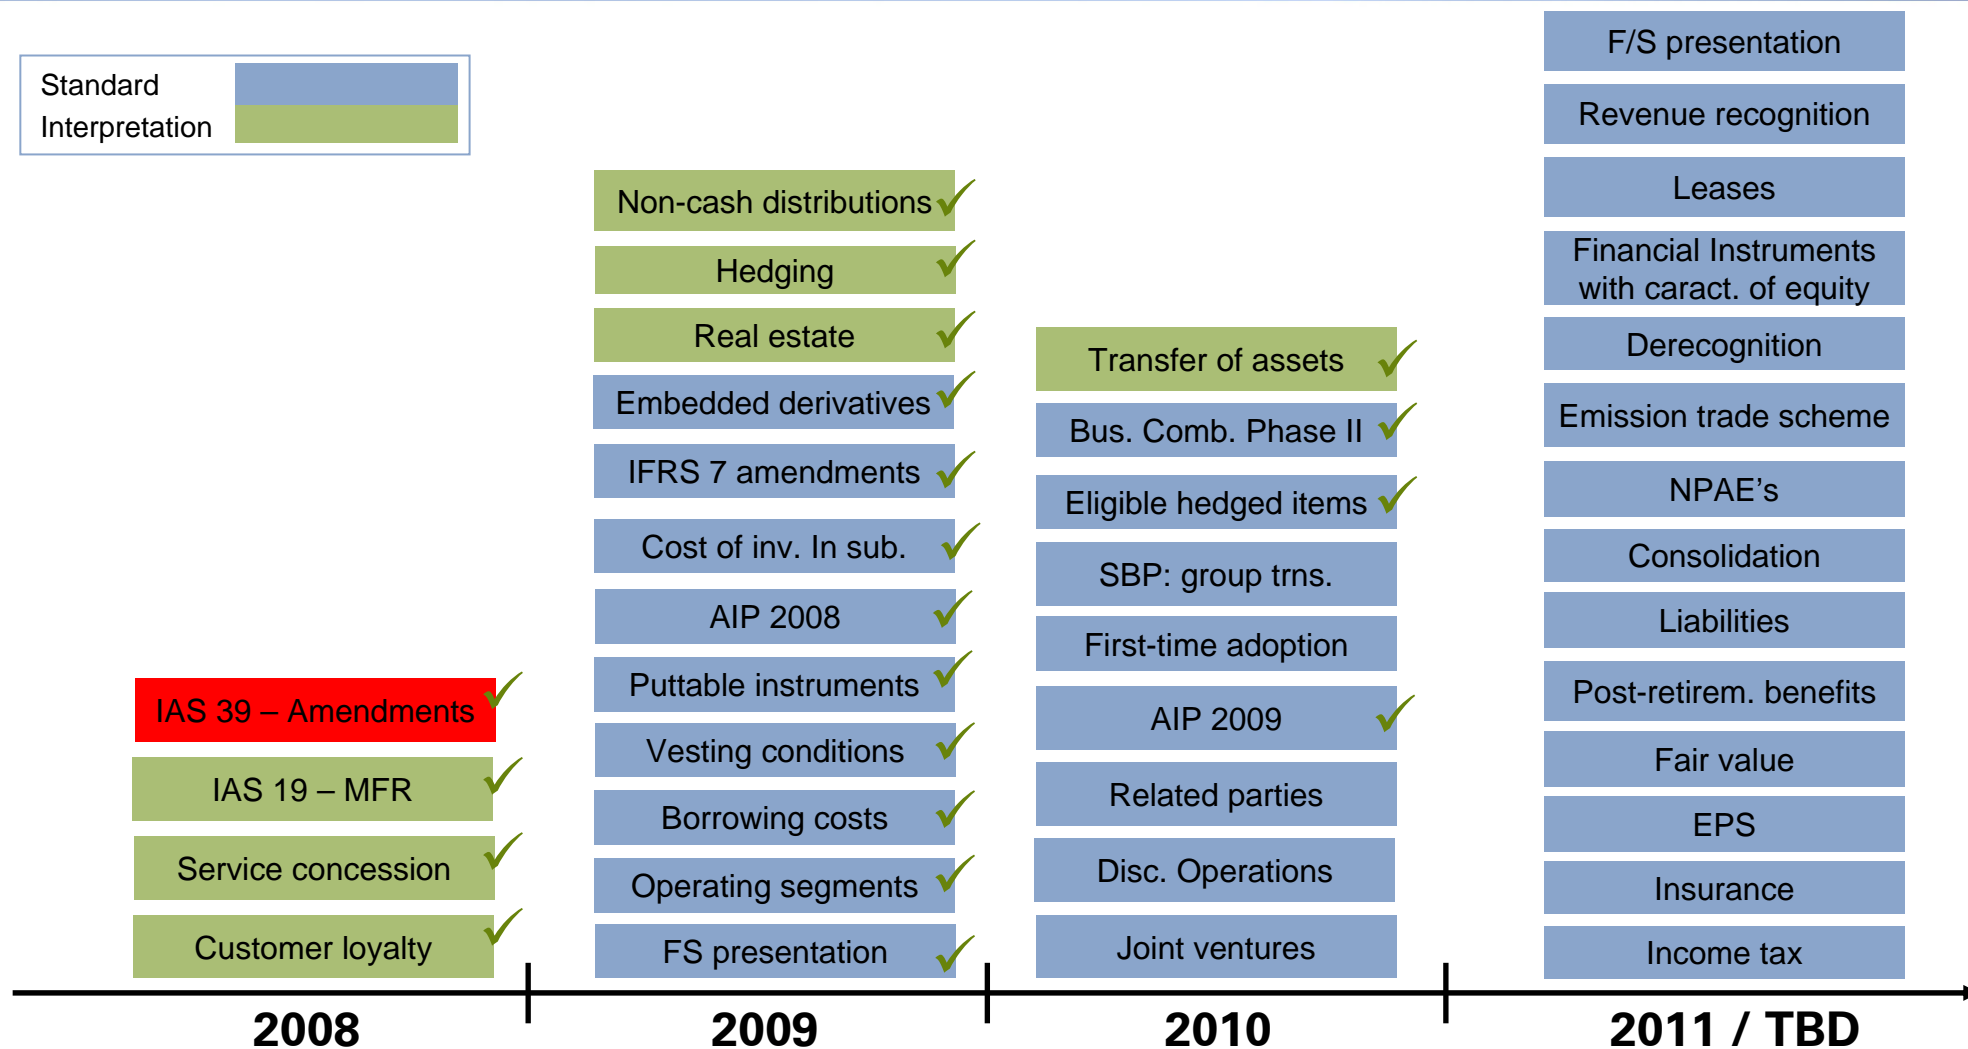 Standard
Interpretation
IAS 39 – Amendments
IAS 19 – MFR
Service concession
Customer loyalty
Non-cash distributions
Hedging
Real estate
Embedded derivatives
IFRS 7 amendments
Cost of inv. In sub.
AIP 2008
Puttable instruments
Vesting conditions
Borrowing costs
Operating segments
FS presentation
Transfer of assets
Bus. Comb. Phase II
Eligible hedged items
SBP: group trns.
First-time adoption
AIP 2009
Related parties
Disc. Operations
Joint ventures
F/S presentation
Revenue recognition
Leases
Financial Instruments
with caract. of equity
Derecognition
Emission trade scheme
NPAE’s
Consolidation
Liabilities
Post-retirem. benefits
Fair value
EPS
Insurance
Income tax
2008
2009
2010
2011 / TBD